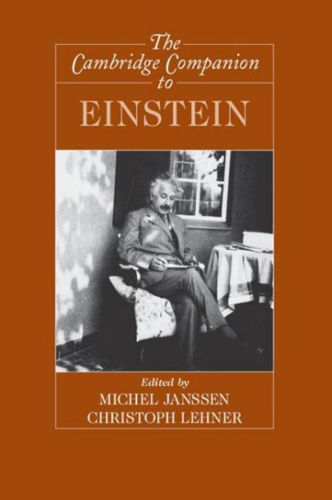 The
Cambridge Companion
to
EINSTEIN
Edited by
MICHEL JANSSEN
CHRISTOPH LEHNER